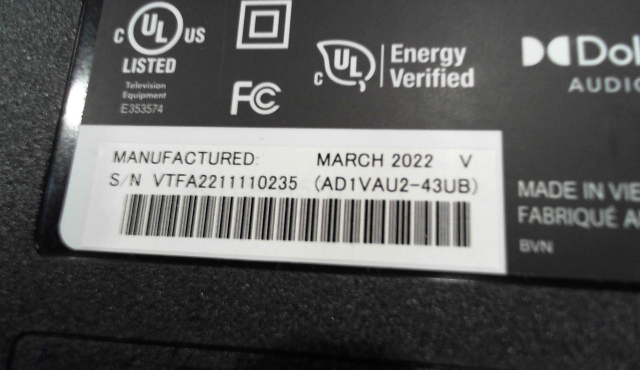 c UL US
LISTED
Television
Equipment
E353574
FC
c UL Energy
Verified
AUDIO
MANUFACTURED: MARCH 2022 V
S/N VTFA2211110235 (AD1VAU2-43UB)
MADE IN
FABRIQUÉ
BVN